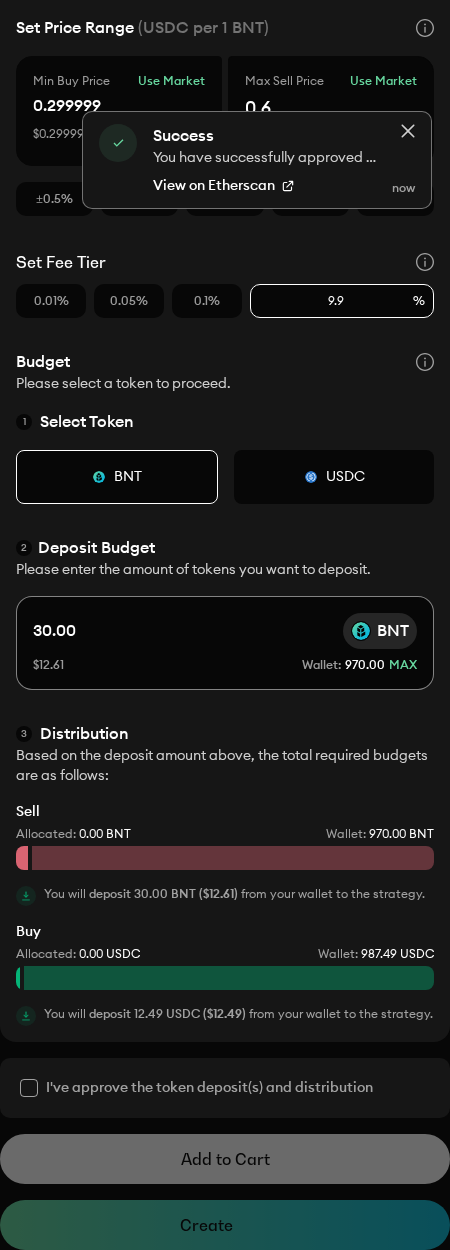 Set Price Range (USDC per 1 BNT)
Min Buy Price Use Market
Max Sell Price Use Market
0.299999
0.6
$0.29999
Success
You have successfully approved ...
View on Etherscan
now
±0.5%
Set Fee Tier
0.01% 0.05% 0.1% 9.9 %
Budget
Please select a token to proceed.
1 Select Token
BNT USDC
2 Deposit Budget
Please enter the amount of tokens you want to deposit.
30.00 BNT
$12.61 Wallet: 970.00 MAX
3 Distribution
Based on the deposit amount above, the total required budgets
are as follows:
Sell
Allocated: 0.00 BNT Wallet: 970.00 BNT
You will deposit 30.00 BNT ($12.61) from your wallet to the strategy.
Buy
Allocated: 0.00 USDC Wallet: 987.49 USDC
You will deposit 12.49 USDC ($12.49) from your wallet to the strategy.
I've approve the token deposit(s) and distribution
Add to Cart
Create